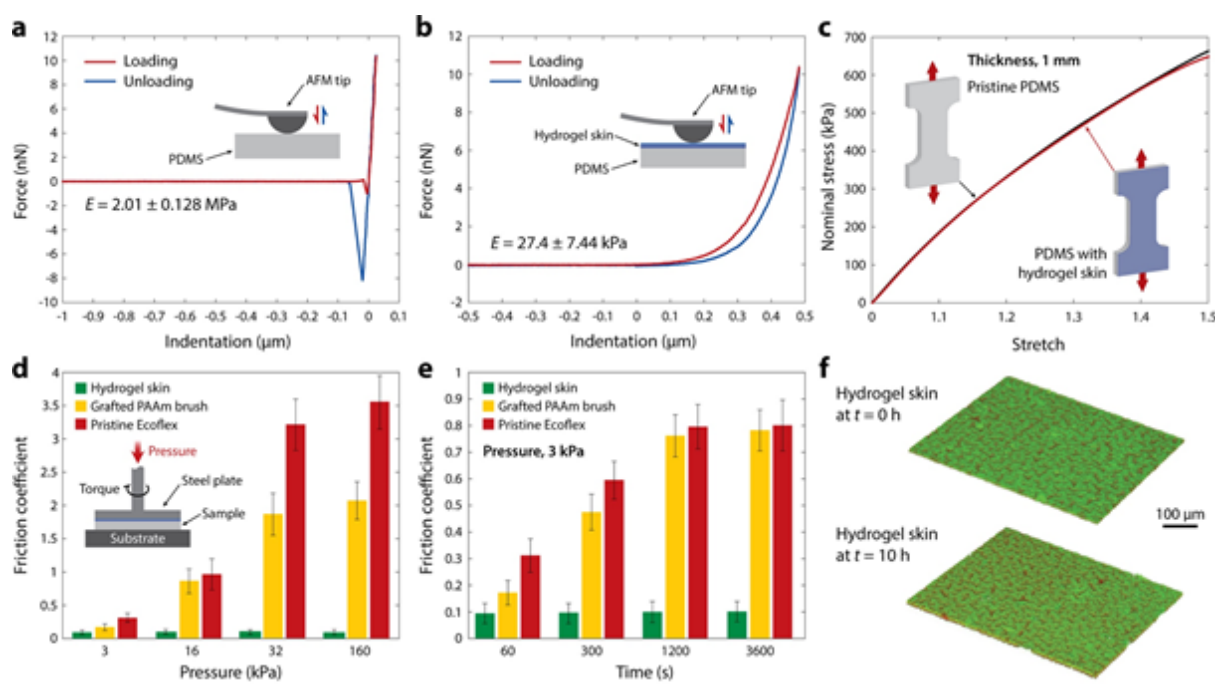 a
Force (nN)
12
10
8
6
4
2
0
-2
-4
-6
-8
-10
Loading
Unloading
AFM tip
PDMS
E = 2.01 ± 0.128 MPa
-1 -0.9 -0.8 -0.7 -0.6 -0.5 -0.4 -0.3 -0.2 -0.1 0 0.1
Indentation (μm)
b
Force (nN)
12
10
8
6
4
2
0
-2
Loading
Unloading
AFM tip
Hydrogel skin
PDMS
E = 27.4 ± 7.44 kPa
-0.5 -0.4 -0.3 -0.2 -0.1 0 0.1 0.2 0.3 0.4 0.5
Indentation (μm)
c
Nominal stress (kPa)
700
600
500
400
300
200
100
0
Thickness, 1 mm
Pristine PDMS
PDMS with
hydrogel skin
0 1.1 1.2 1.3 1.4 1.5
Stretch
d
Friction coefficient
4
3.5
3
2.5
2
1.5
1
0.5
0
Hydrogel skin
Grafted PAAm brush
Pristine Ecoflex
Pressure
Torque
Steel plate
Sample
Substrate
3 16 32 160
Pressure (kPa)
e
Friction coefficient
1
0.9
0.8
0.7
0.6
0.5
0.4
0.3
0.2
0.1
0
Hydrogel skin
Grafted PAAm brush
Pristine Ecoflex
Pressure, 3 kPa
60 300 1200 3600
Time (s)
f
Hydrogel skin
at t = 0 h
100 μm
Hydrogel skin
at t = 10 h